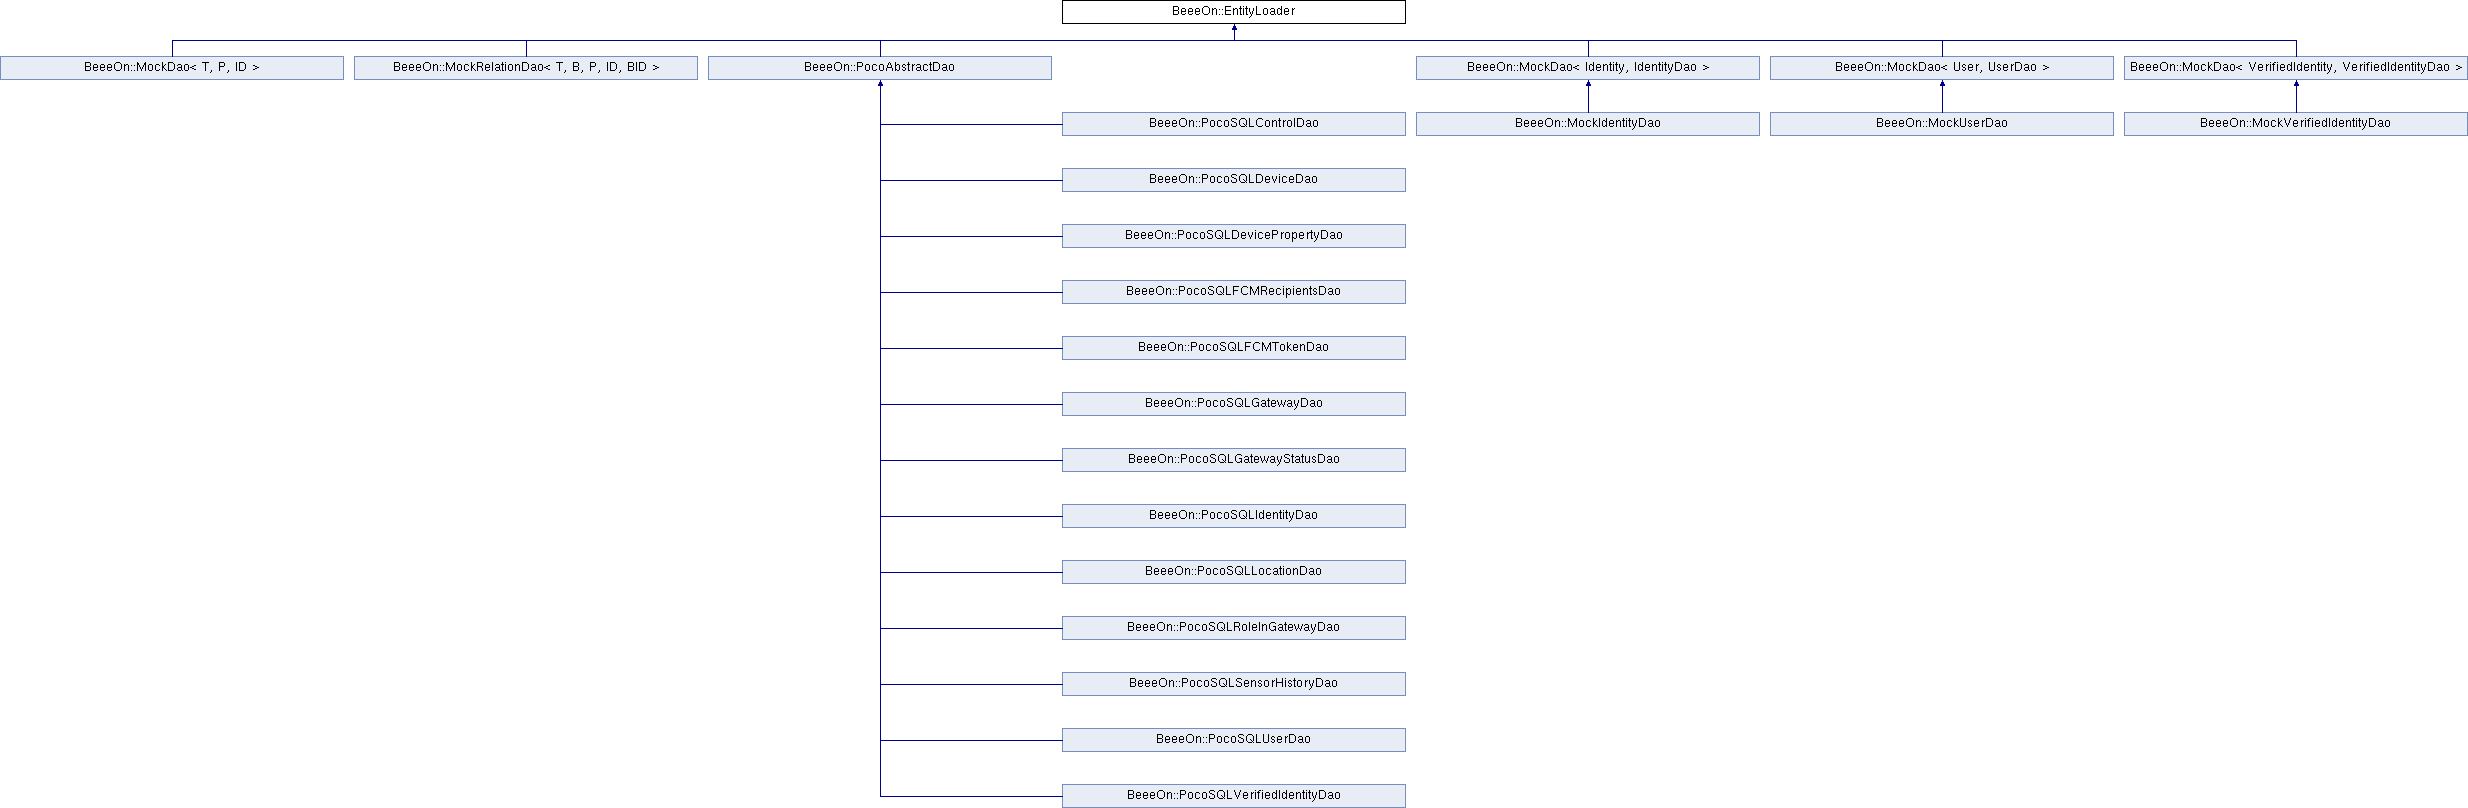 BeeeOn::EntityLoader
BeeeOn::MockDao< T, P, ID >
BeeeOn::MockRelationDao< T, B, P, ID, BID >
BeeeOn::PocoAbstractDao
BeeeOn::MockDao< Identity, IdentityDao >
BeeeOn::MockDao< User, UserDao >
BeeeOn::MockDao< VerifiedIdentity, VerifiedIdentityDao >
BeeeOn::PocoSQLControlDao
BeeeOn::MockIdentityDao
BeeeOn::MockUserDao
BeeeOn::MockVerifiedIdentityDao
BeeeOn::PocoSQLDeviceDao
BeeeOn::PocoSQLDevicePropertyDao
BeeeOn::PocoSQLFCMRecipientsDao
BeeeOn::PocoSQLFCMTokenDao
BeeeOn::PocoSQLGatewayDao
BeeeOn::PocoSQLGatewayStatusDao
BeeeOn::PocoSQLIdentityDao
BeeeOn::PocoSQLLocationDao
BeeeOn::PocoSQLRoleInGatewayDao
BeeeOn::PocoSQLSensorHistoryDao
BeeeOn::PocoSQLUserDao
BeeeOn::PocoSQLVerifiedIdentityDao